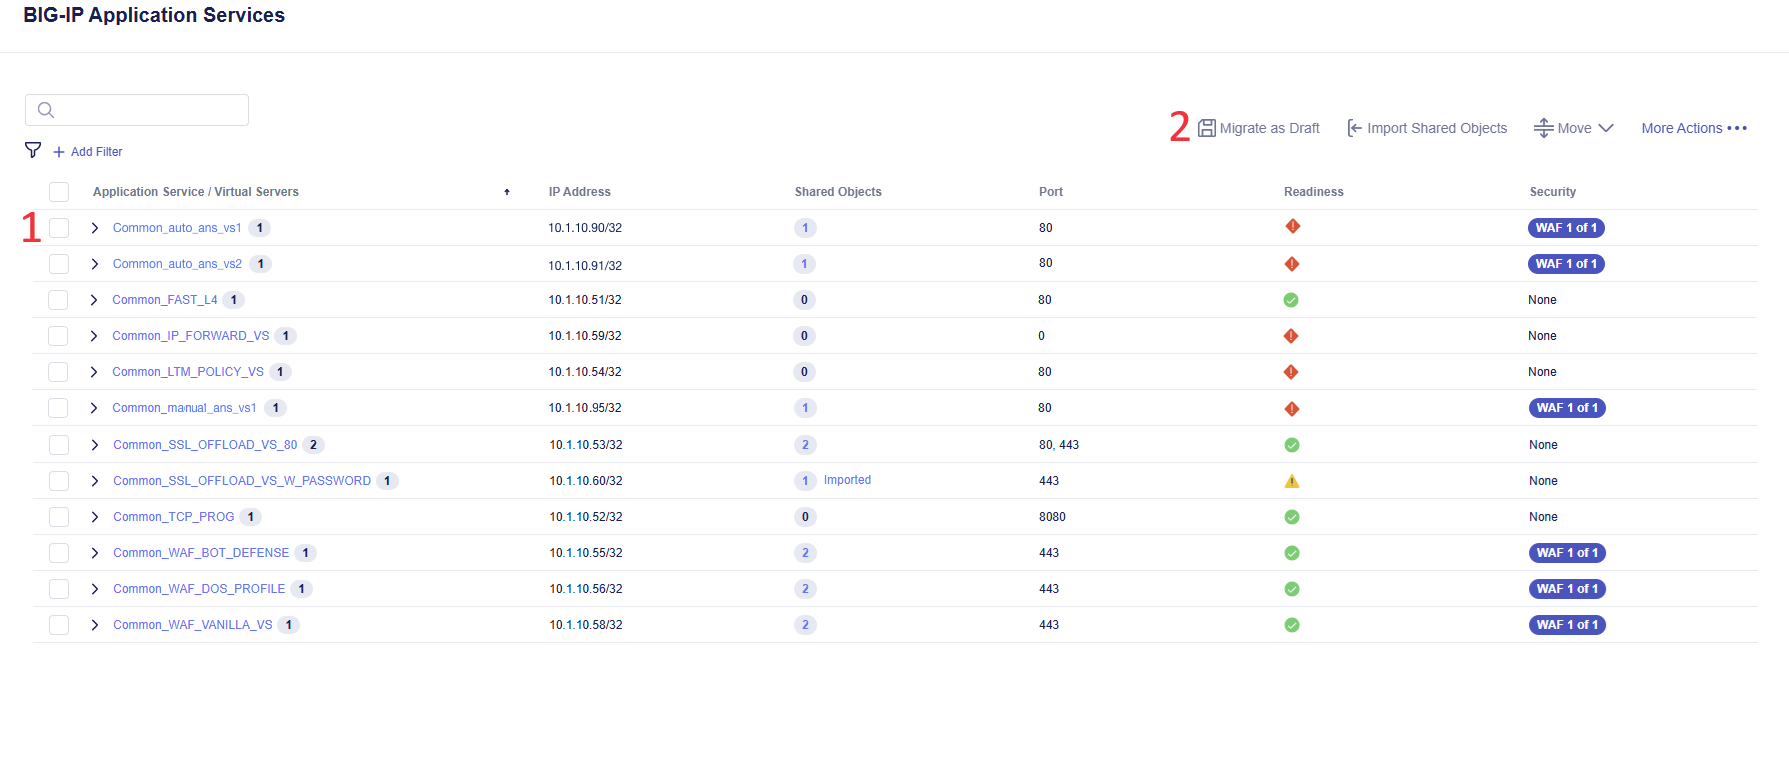 BIG-IP Application Services
2 Migrate as Draft Import Shared Objects Move More Actions •••
+ Add Filter
Application Service / Virtual Servers IP Address Shared Objects Port Readiness Security
1 Common_auto_ans_vs1 1 10.1.10.90/32 1 80 WAF 1 of 1
Common_auto_ans_vs2 1 10.1.10.91/32 1 80 WAF 1 of 1
Common_FAST_L4 1 10.1.10.51/32 0 80 None
Common_IP_FORWARD_VS 1 10.1.10.59/32 0 0 None
Common_LTM_POLICY_VS 1 10.1.10.54/32 0 80 None
Common_manual_ans_vs1 1 10.1.10.95/32 1 80 WAF 1 of 1
Common_SSL_OFFLOAD_VS_80 2 10.1.10.53/32 2 80, 443 None
Common_SSL_OFFLOAD_VS_W_PASSWORD 1 10.1.10.60/32 1 Imported 443 None
Common_TCP_PROG 1 10.1.10.52/32 0 8080 None
Common_WAF_BOT_DEFENSE 1 10.1.10.55/32 2 443 WAF 1 of 1
Common_WAF_DOS_PROFILE 1 10.1.10.56/32 2 443 WAF 1 of 1
Common_WAF_VANILLA_VS 1 10.1.10.58/32 2 443 WAF 1 of 1